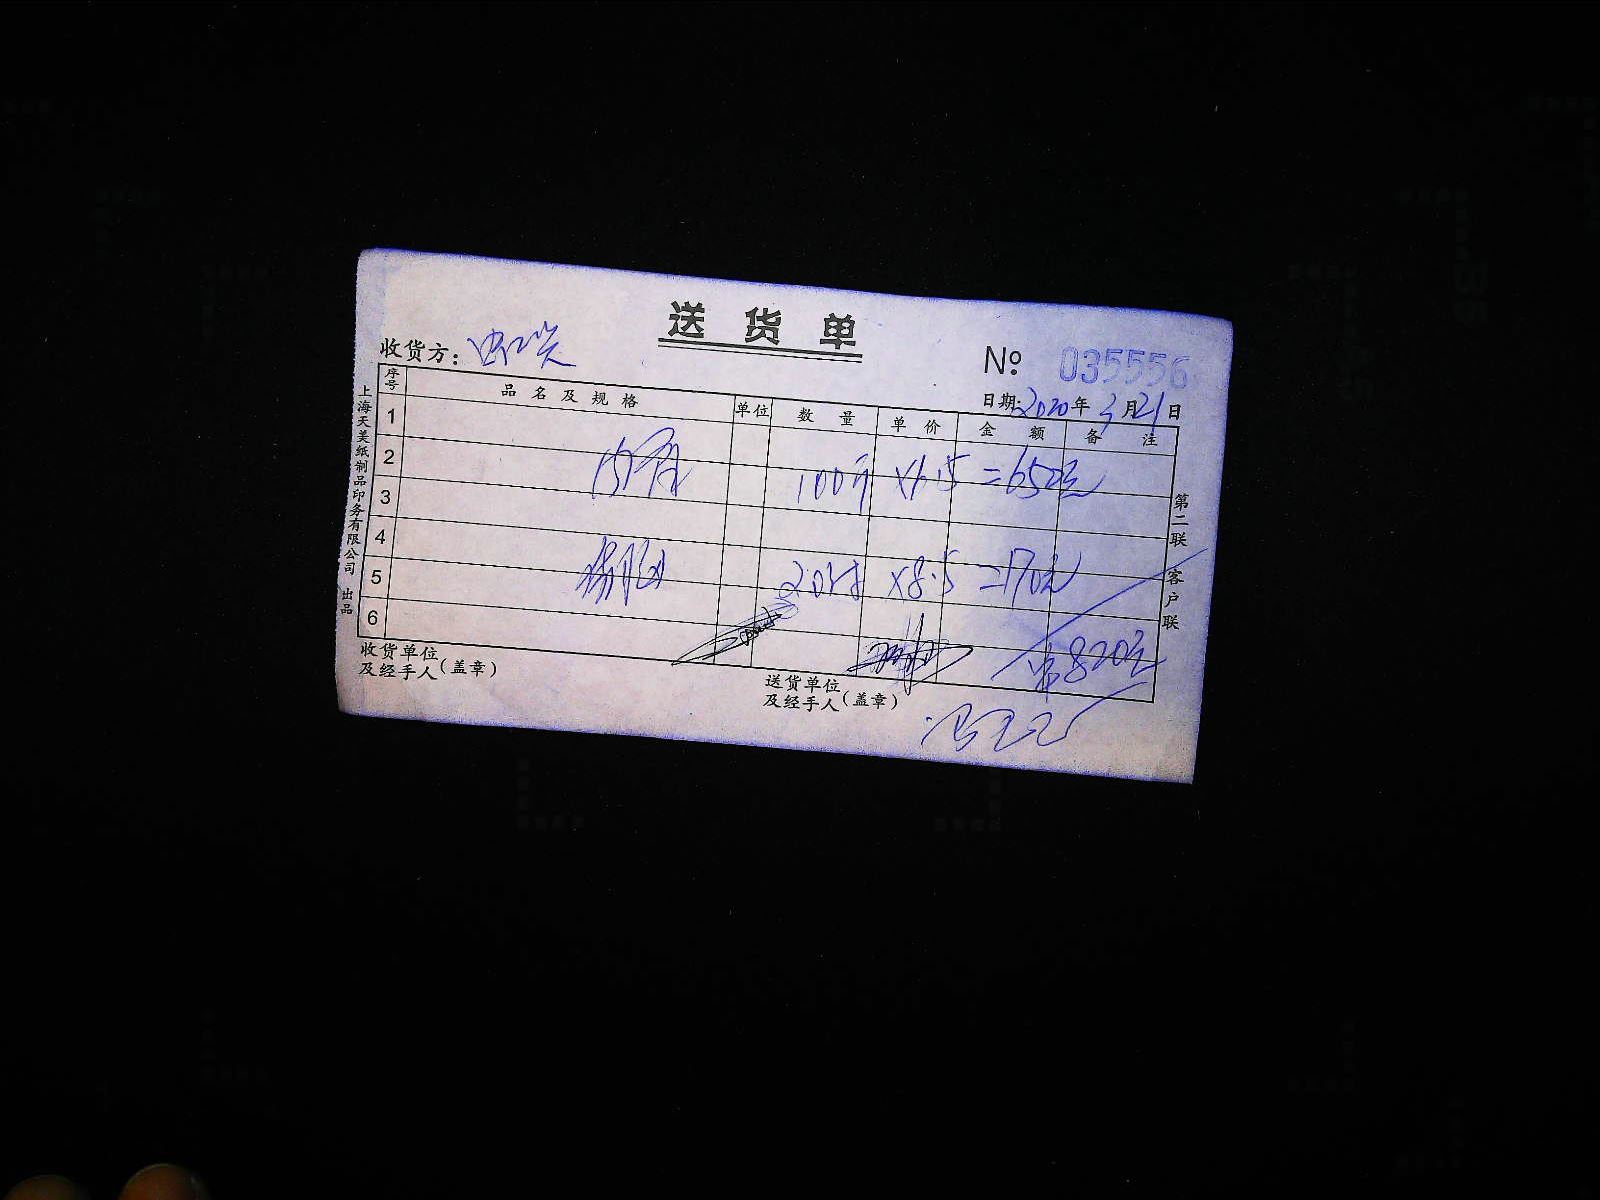 送货单
收货方:
№ 035556
日期:2020年3月21日
序号 品名及规格 单位 数量 单价 金额 备注
1
2 100斤 ×6.5 =650元
3
4
5 20斤 ×8.5 =170元
6
820元
收货单位及经手人(盖章)
送货单位及经手人(盖章)
上海天美纸制品印务有限公司 出品
第二联 客户联